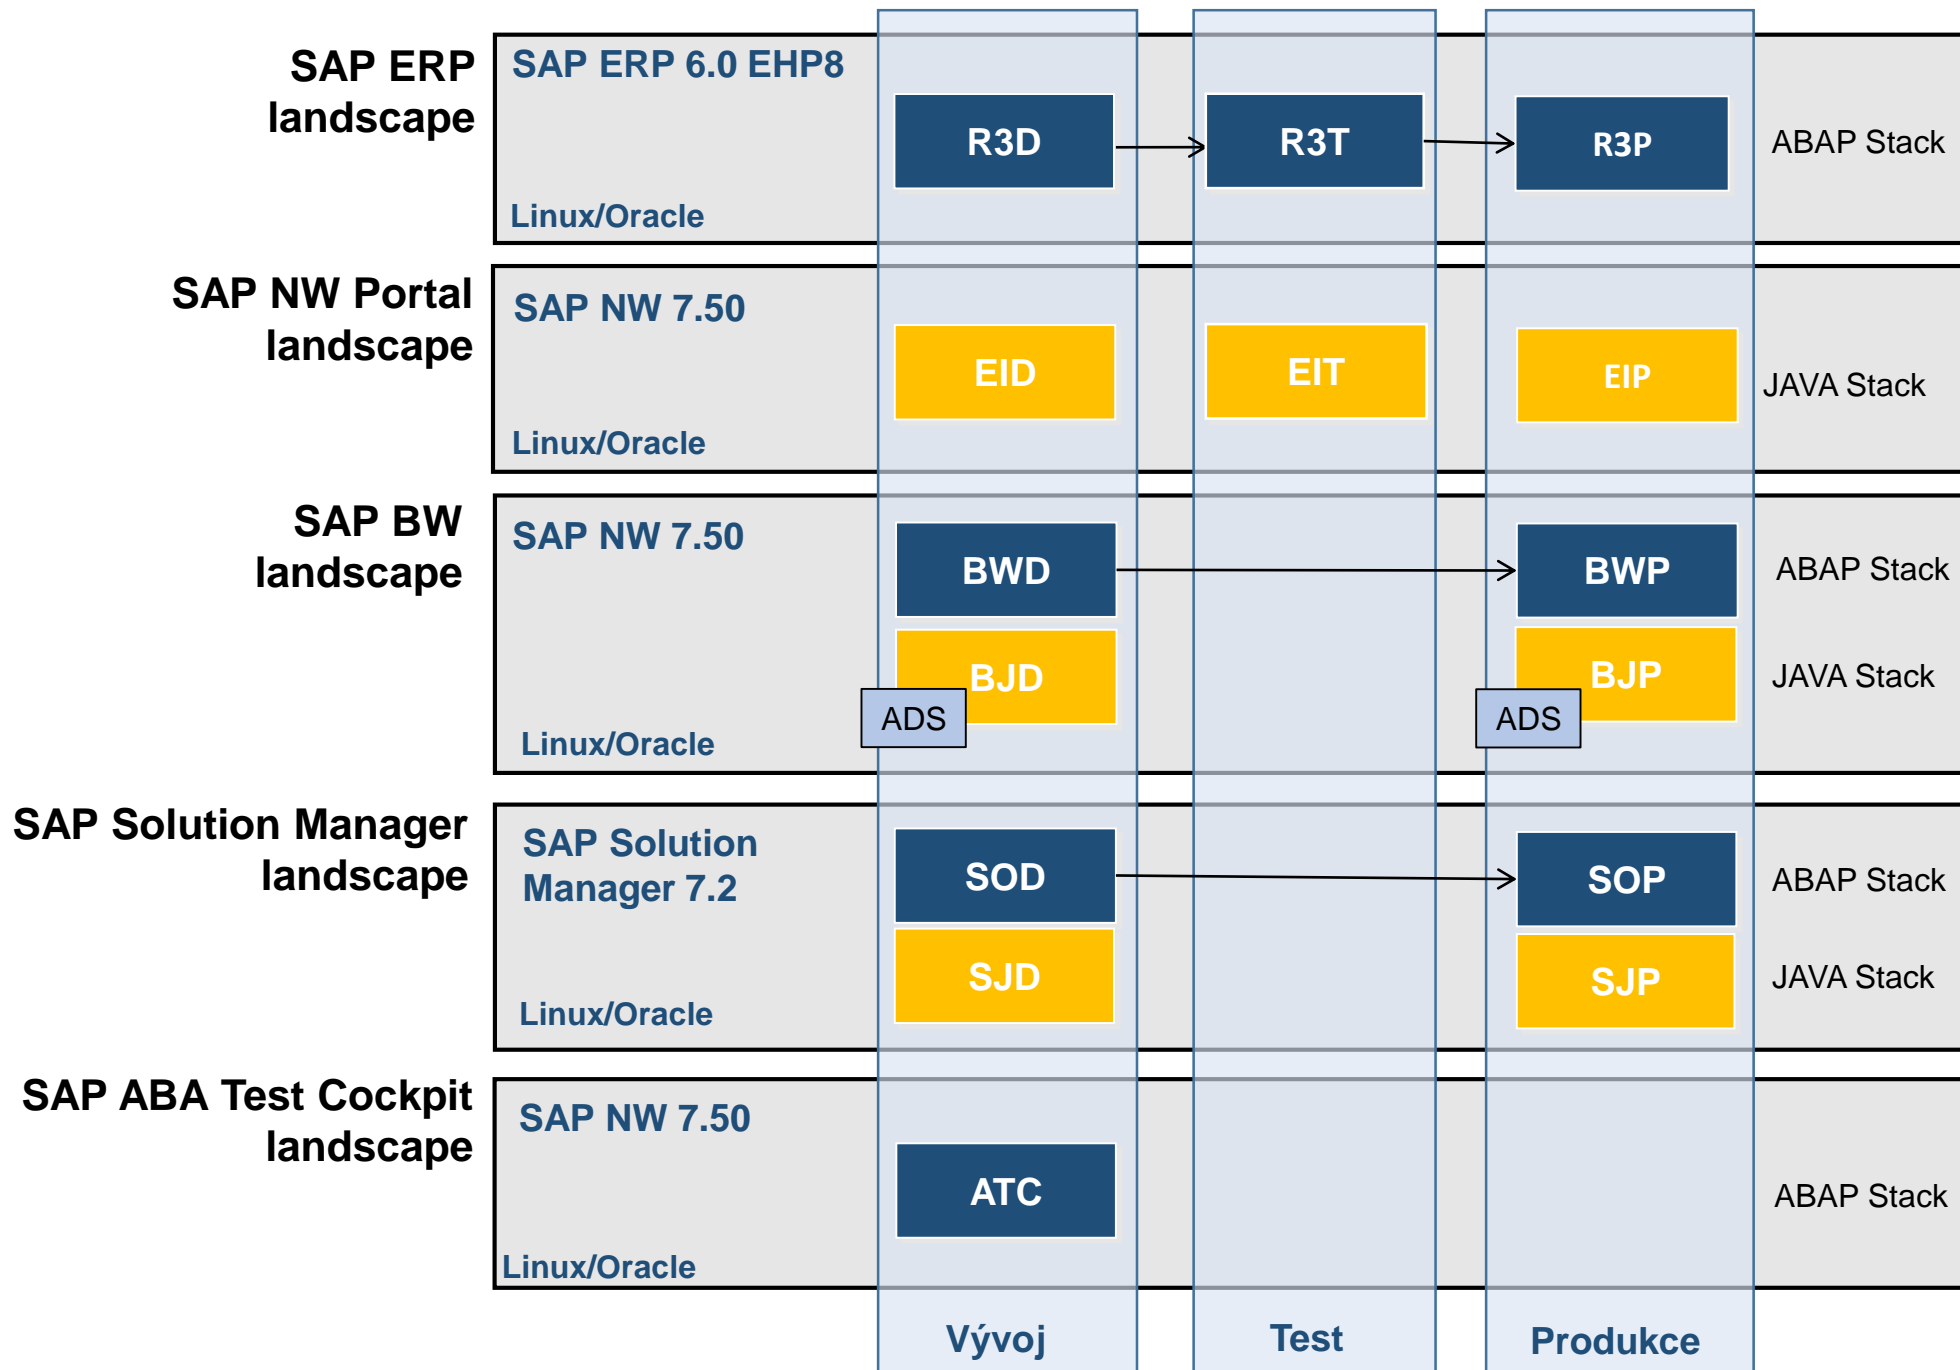 SAP ERP
landscape
SAP ERP 6.0 EHP8
R3D
R3T
R3P
ABAP Stack
Linux/Oracle
SAP NW Portal
landscape
SAP NW 7.50
EID
EIT
EIP
JAVA Stack
Linux/Oracle
SAP BW
landscape
SAP NW 7.50
BWD
BWP
ABAP Stack
BJD
BJP
JAVA Stack
ADS
ADS
Linux/Oracle
SAP Solution Manager
landscape
SAP Solution
Manager 7.2
SOD
SOP
ABAP Stack
SJD
SJP
JAVA Stack
Linux/Oracle
SAP ABA Test Cockpit
landscape
SAP NW 7.50
ATC
ABAP Stack
Linux/Oracle
Vývoj
Test
Produkce